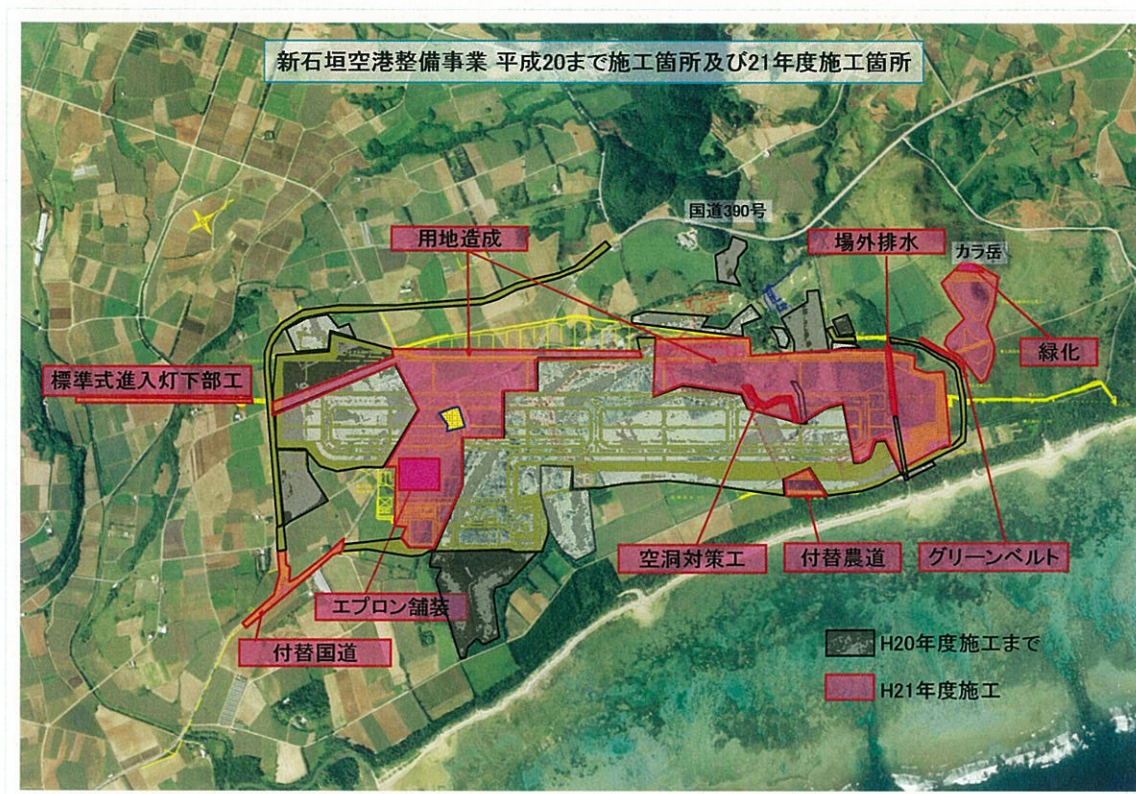 新石垣空港整備事業 平成20まで施工箇所及び21年度施工箇所
国道390号
用地造成
場外排水
カラ岳
緑化
標準式進入灯下部工
空洞対策工
付替農道
グリーンベルト
エプロン舗装
付替国道
H20年度施工まで
H21年度施工